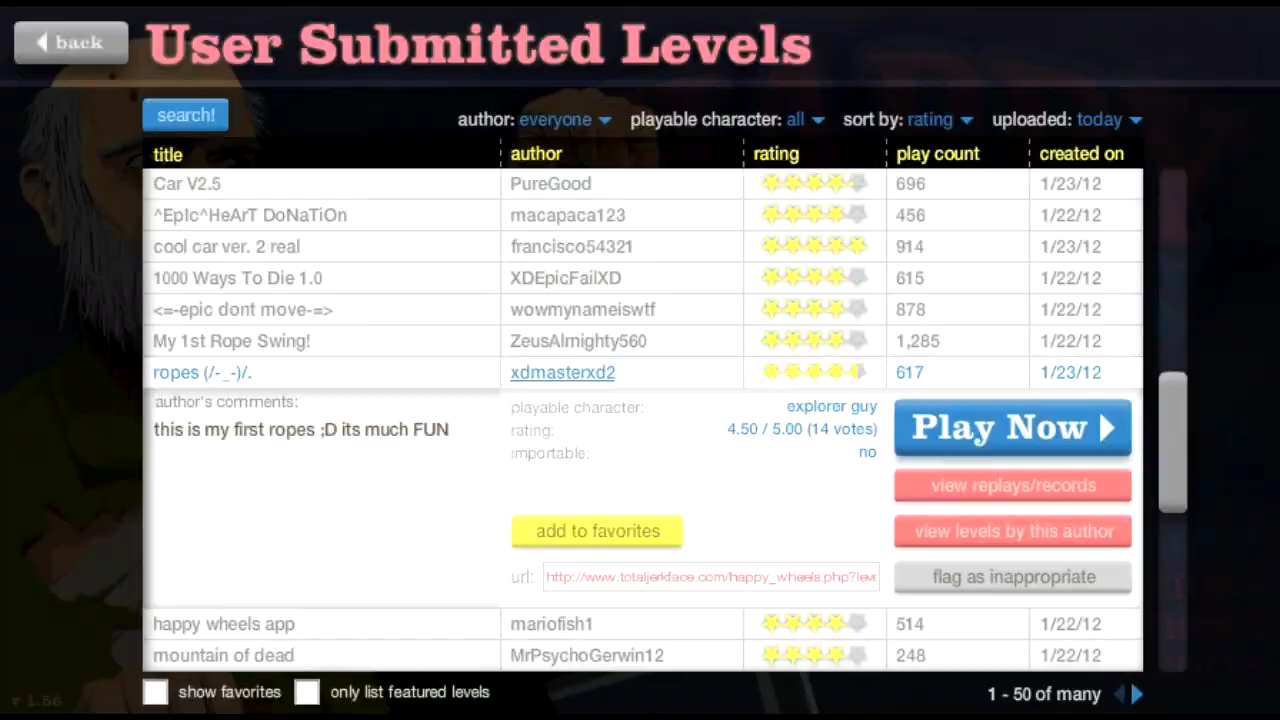 back
User Submitted Levels
search!
author: everyone playable character: all sort by: rating uploaded: today
title author rating play count created on
Car V2.5 PureGood 696 1/23/12
^EpIc^HeArT DoNaTiOn macapaca123 456 1/22/12
cool car ver. 2 real francisco54321 914 1/23/12
1000 Ways To Die 1.0 XDEpicFailXD 615 1/22/12
<=-epic dont move-=> wowmynameiswtf 878 1/22/12
My 1st Rope Swing! ZeusAlmighty560 1,285 1/22/12
ropes (/-_-)/. xdmasterxd2 617 1/23/12
author's comments:
this is my first ropes ;D its much FUN
playable character: explorer guy
rating: 4.50 / 5.00 (14 votes)
importable: no
Play Now
view replays/records
add to favorites
view levels by this author
url: http://www.totaljerkface.com/happy_wheels.php?leve
flag as inappropriate
happy wheels app mariofish1 514 1/22/12
mountain of dead MrPsychoGerwin12 248 1/22/12
show favorites only list featured levels
1 - 50 of many
v 1.56